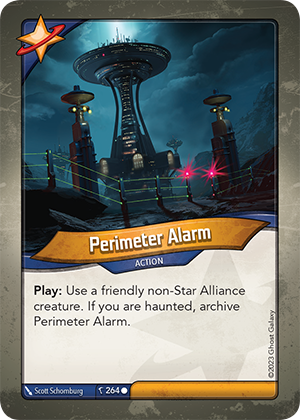 Perimeter Alarm
ACTION
Play: Use a friendly non-Star Alliance
creature. If you are haunted, archive
Perimeter Alarm.
©2023 Ghost Galaxy
Scott Schomburg
264